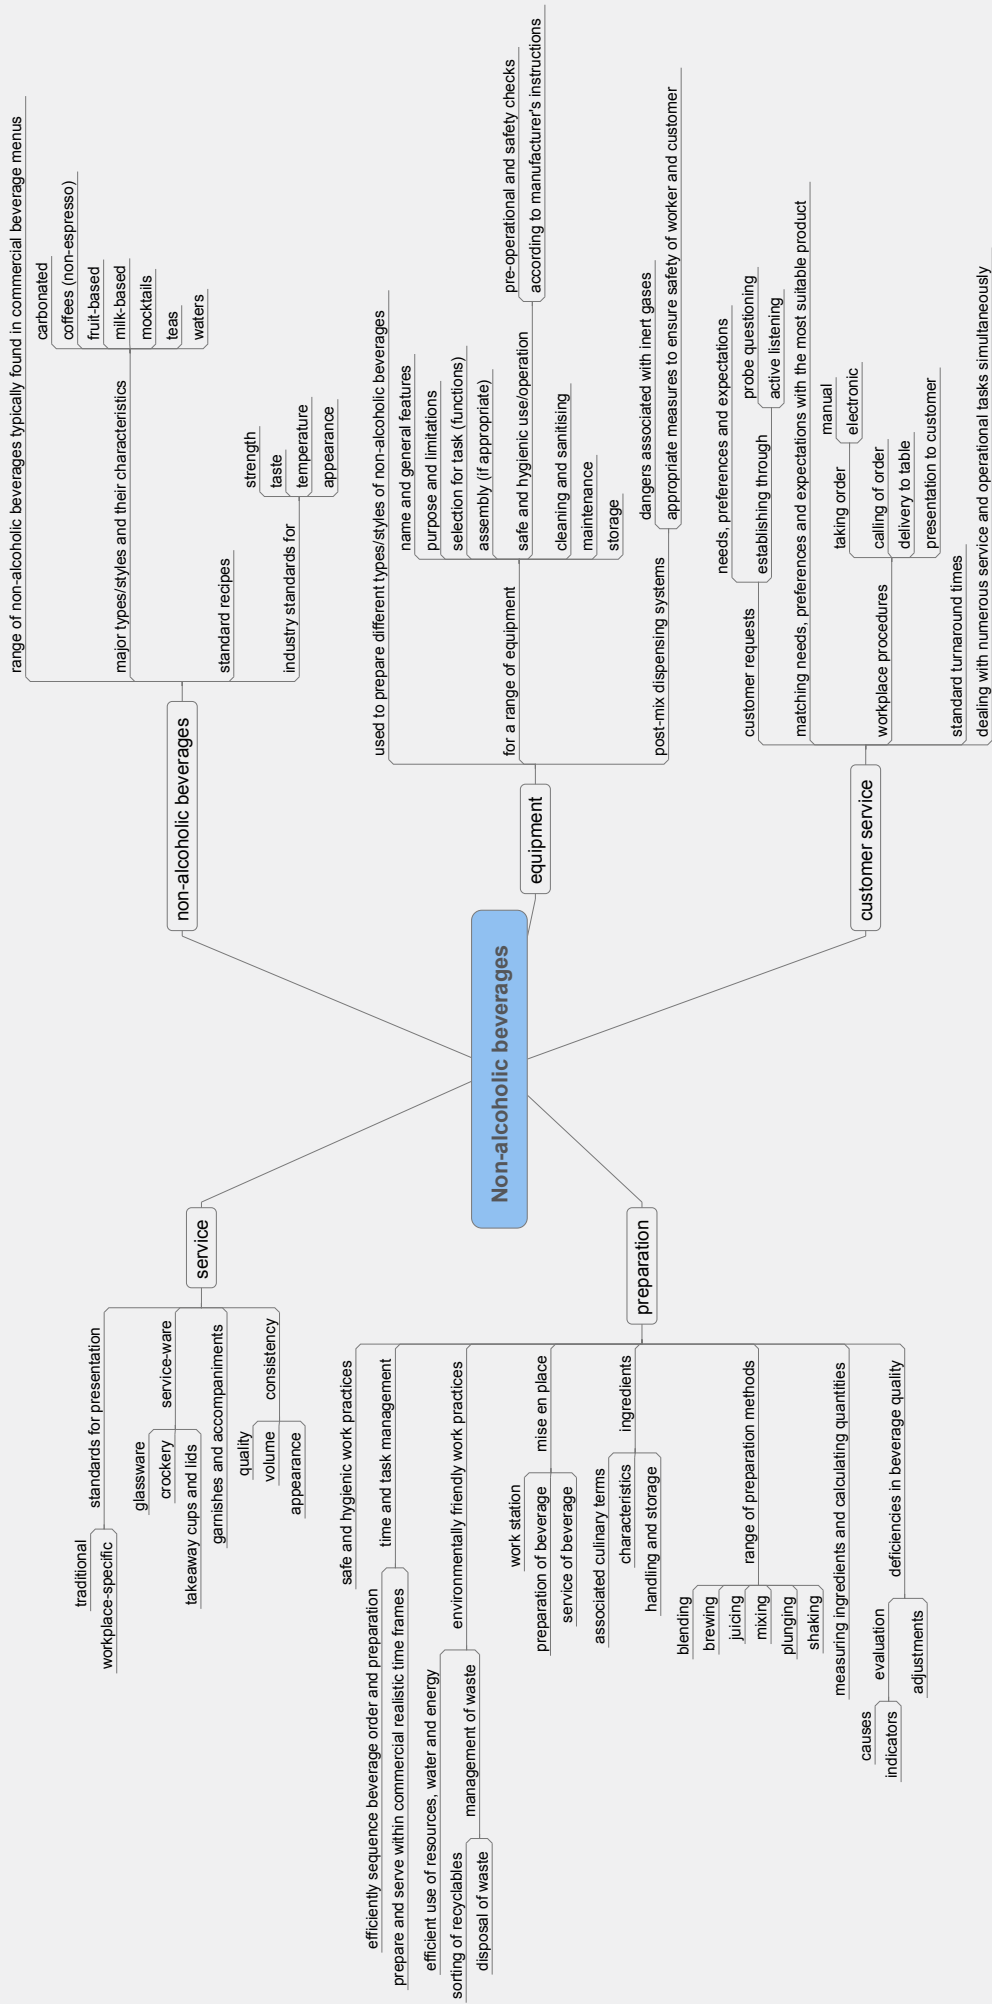 Non-alcoholic beverages
non-alcoholic beverages
range of non-alcoholic beverages typically found in commercial beverage menus
major types/styles and their characteristics
carbonated
coffees (non-espresso)
fruit-based
milk-based
mocktails
teas
waters
standard recipes
industry standards for
strength
taste
temperature
appearance
equipment
used to prepare different types/styles of non-alcoholic beverages
for a range of equipment
name and general features
purpose and limitations
selection for task (functions)
assembly (if appropriate)
safe and hygienic use/operation
pre-operational and safety checks
according to manufacturer's instructions
cleaning and sanitising
maintenance
storage
post-mix dispensing systems
dangers associated with inert gases
appropriate measures to ensure safety of worker and customer
customer service
customer requests
needs, preferences and expectations
establishing through
probe questioning
active listening
matching needs, preferences and expectations with the most suitable product
workplace procedures
taking order
manual
electronic
calling of order
delivery to table
presentation to customer
standard turnaround times
dealing with numerous service and operational tasks simultaneously
service
standards for presentation
traditional
workplace-specific
service-ware
glassware
crockery
takeaway cups and lids
garnishes and accompaniments
consistency
quality
volume
appearance
preparation
safe and hygienic work practices
time and task management
efficiently sequence beverage order and preparation
prepare and serve within commercial realistic time frames
environmentally friendly work practices
efficient use of resources, water and energy
management of waste
sorting of recyclables
disposal of waste
mise en place
work station
preparation of beverage
service of beverage
ingredients
associated culinary terms
characteristics
handling and storage
range of preparation methods
blending
brewing
juicing
mixing
plunging
shaking
measuring ingredients and calculating quantities
deficiencies in beverage quality
evaluation
causes
indicators
adjustments